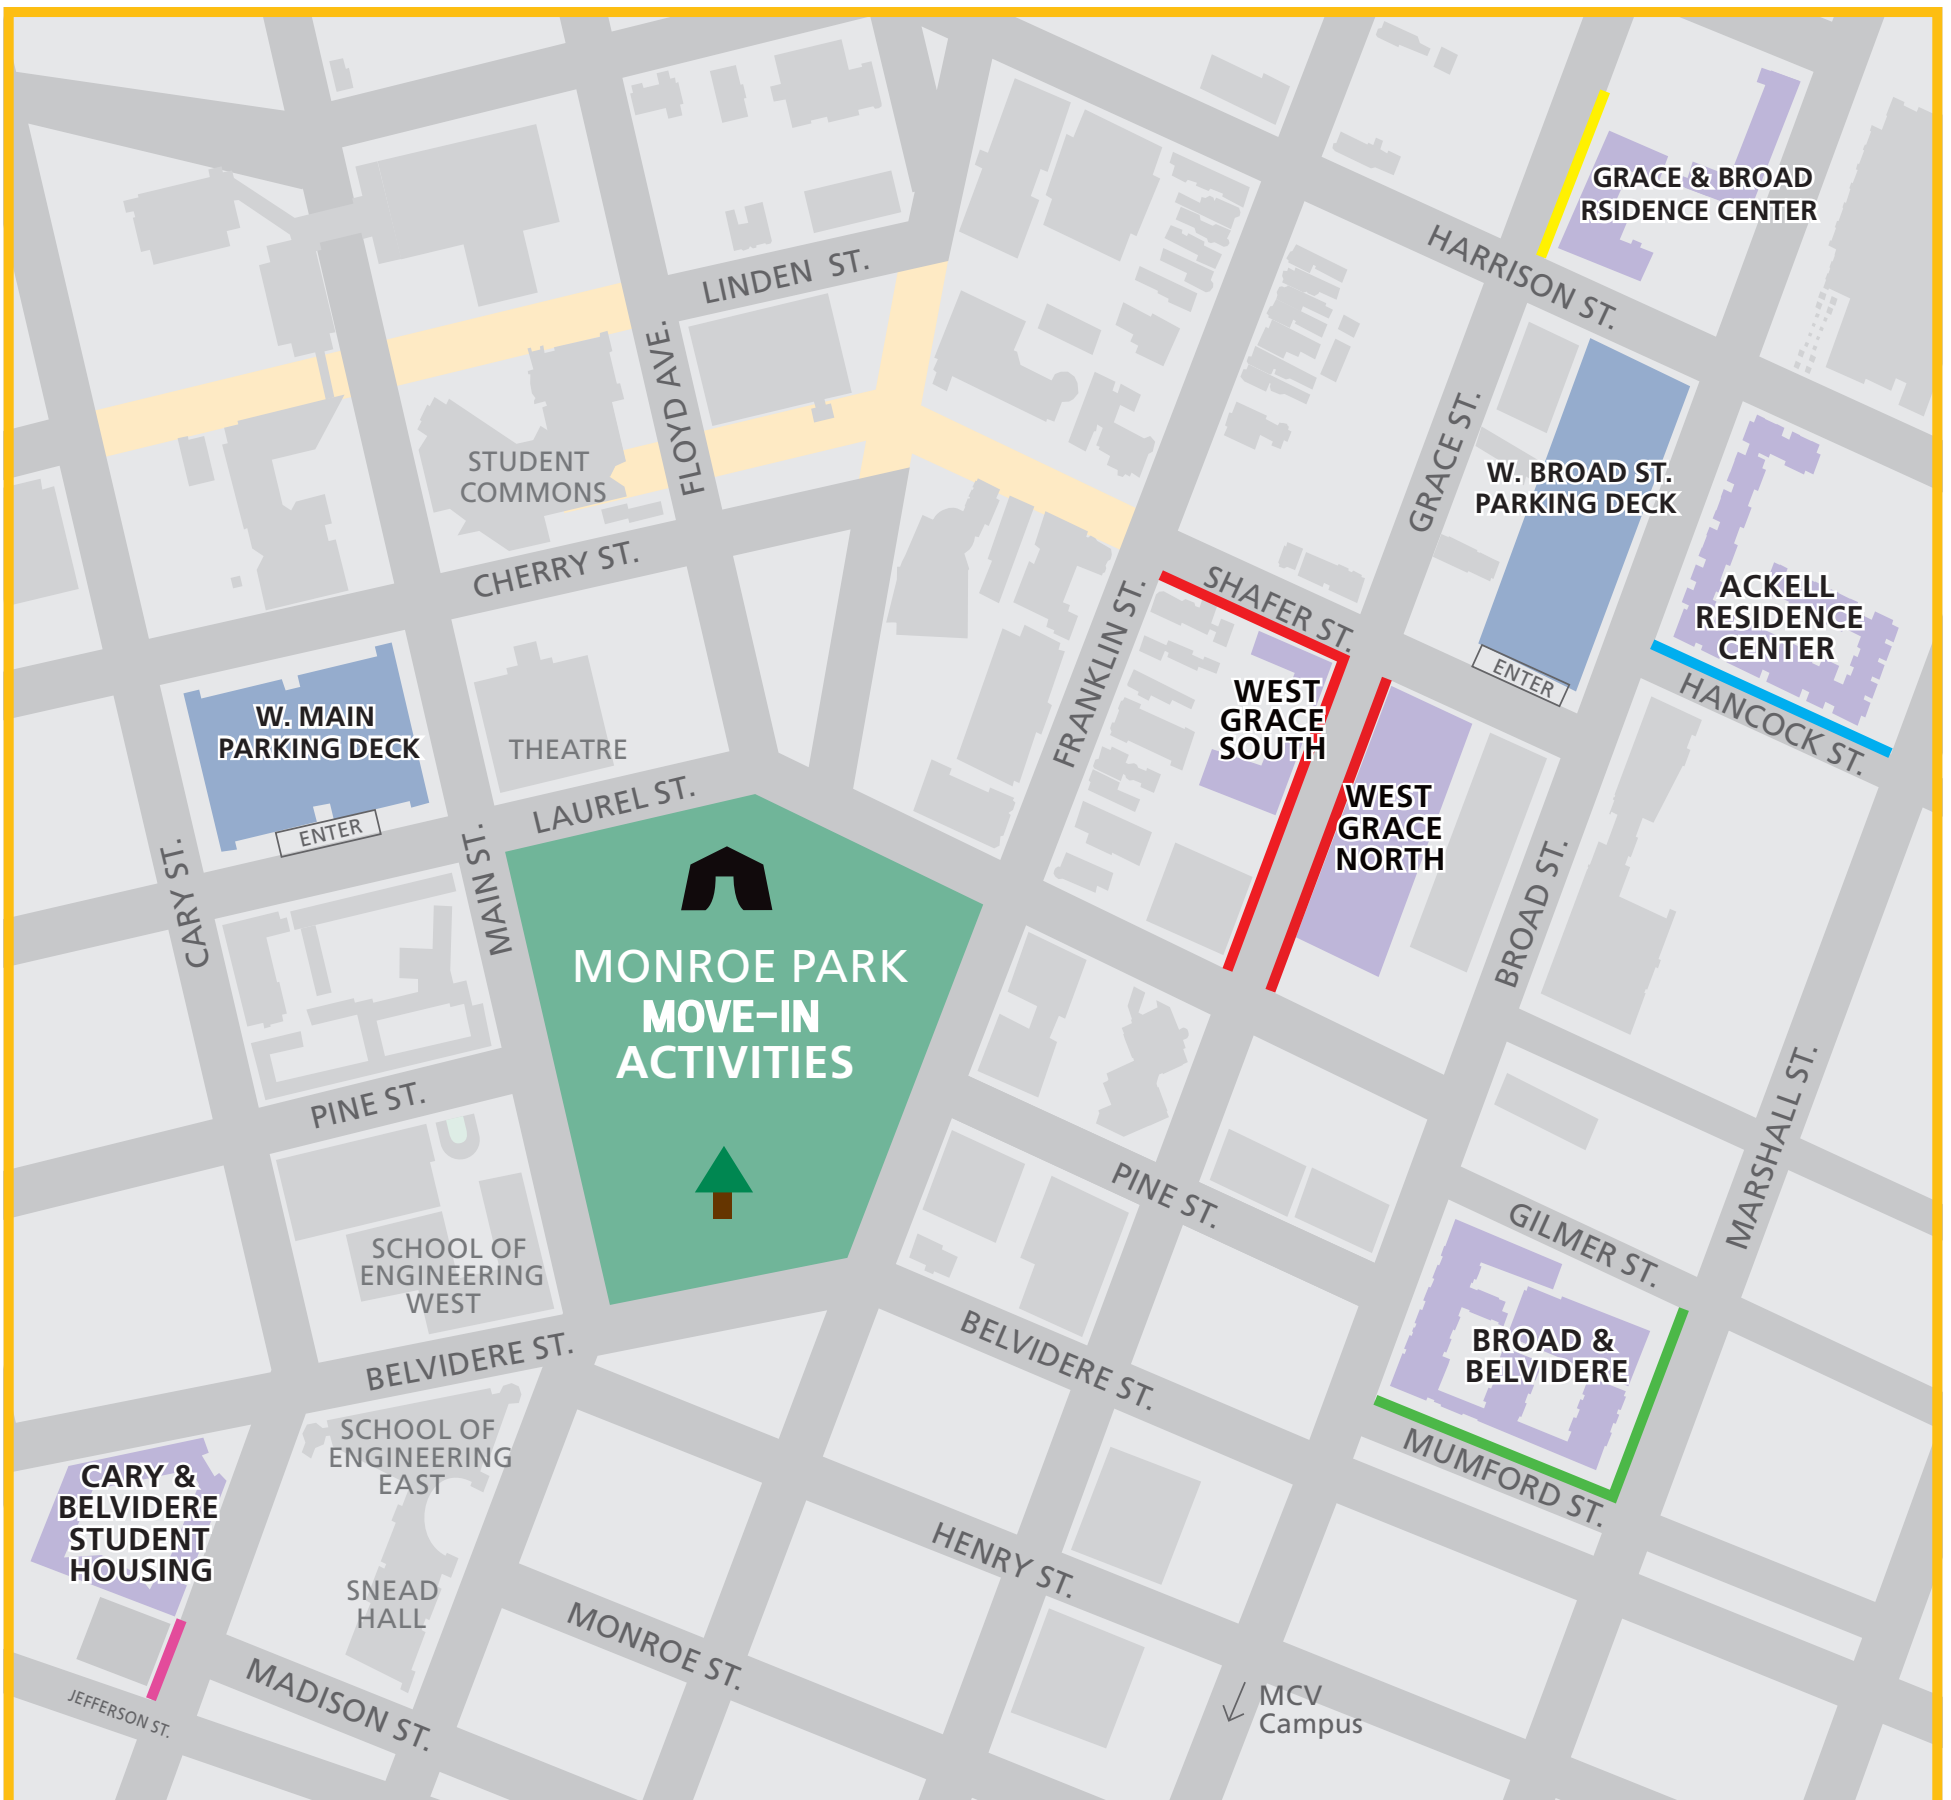 GRACE & BROAD
RSIDENCE CENTER
HARRISON ST.
LINDEN ST.
FLOYD AVE.
GRACE ST.
STUDENT
COMMONS
W. BROAD ST.
PARKING DECK
ENTER
CHERRY ST.
SHAFER ST.
FRANKLIN ST.
ACKELL
RESIDENCE
CENTER
HANCOCK ST.
W. MAIN
PARKING DECK
ENTER
THEATRE
LAUREL ST.
WEST
GRACE
SOUTH
WEST
GRACE
NORTH
CARY ST.
MAIN ST.
BROAD ST.
MONROE PARK
MOVE-IN
ACTIVITIES
PINE ST.
PINE ST.
MARSHALL ST.
GILMER ST.
SCHOOL OF
ENGINEERING
WEST
BELVIDERE ST.
BELVIDERE ST.
BROAD &
BELVIDERE
MUMFORD ST.
SCHOOL OF
ENGINEERING
EAST
CARY &
BELVIDERE
STUDENT
HOUSING
HENRY ST.
SNEAD
HALL
MONROE ST.
MADISON ST.
JEFFERSON ST.
MCV
Campus